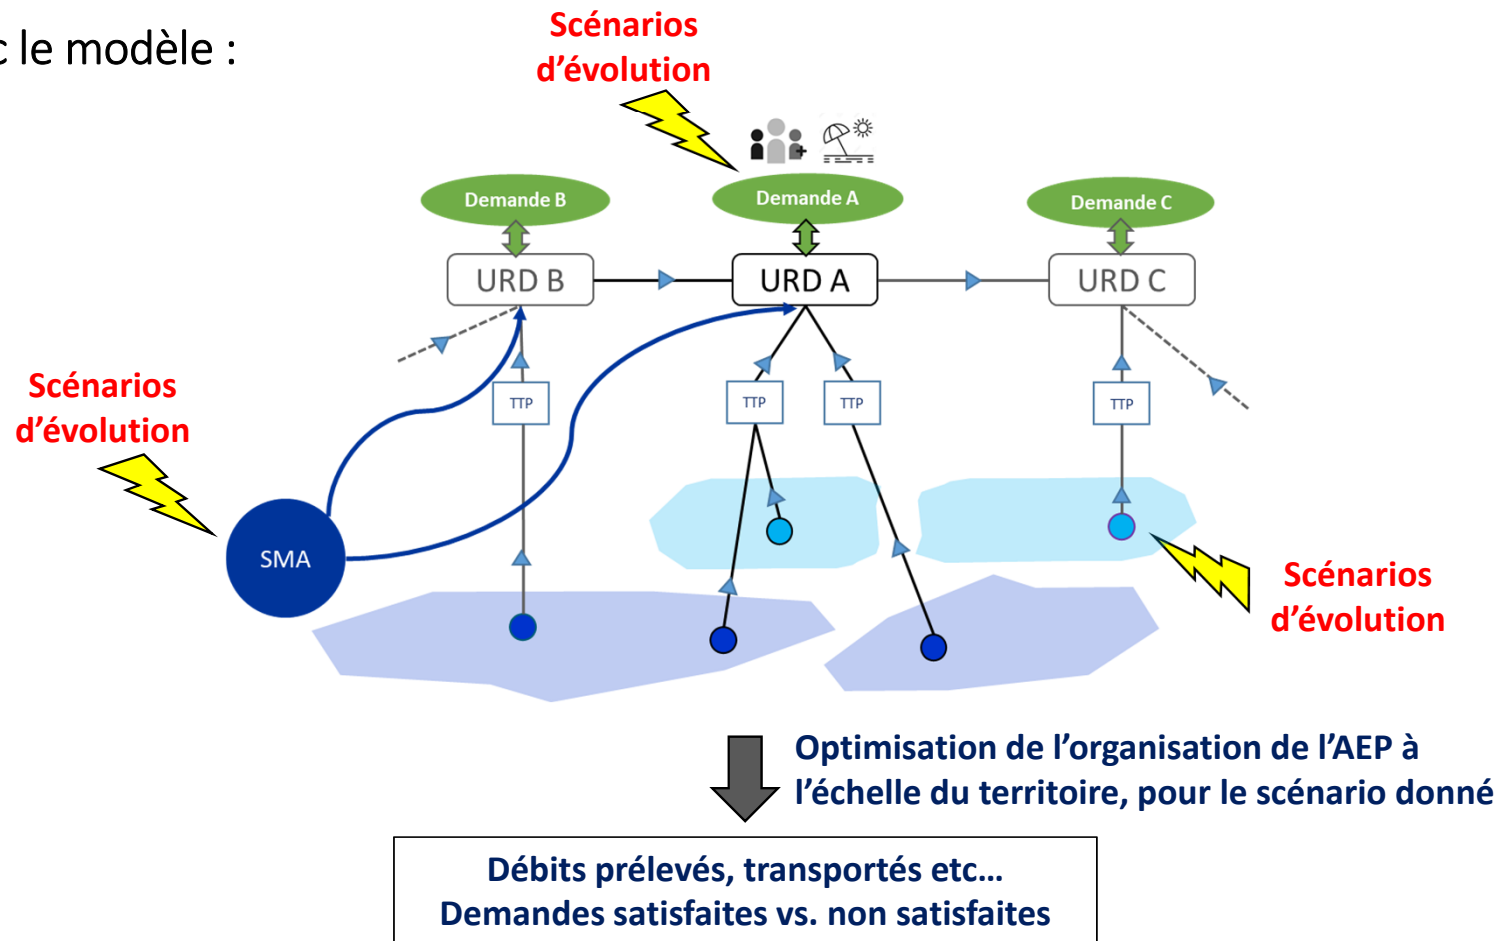 c le modèle :
Scénarios
d’évolution
Demande B
Demande A
Demande C
URD B
URD A
URD C
Scénarios
d’évolution
TTP
TTP
TTP
TTP
SMA
Scénarios
d’évolution
Optimisation de l’organisation de l’AEP à
l’échelle du territoire, pour le scénario donné
Débits prélevés, transportés etc…
Demandes satisfaites vs. non satisfaites